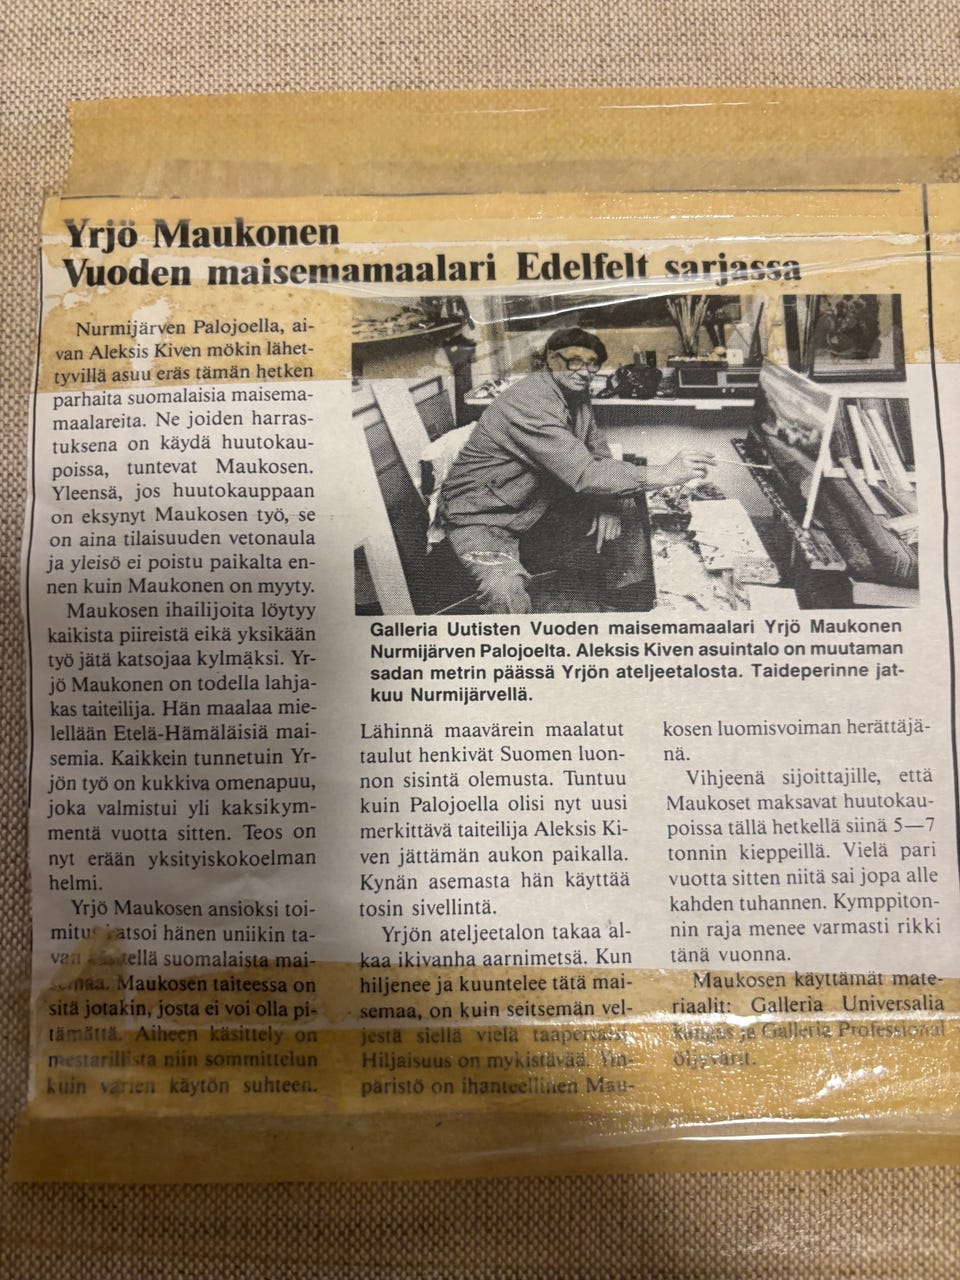 Yrjö Maukonen
Vuoden maisemamaalari Edelfelt sarjassa
Nurmijärven Palojoella, ai-
van Aleksis Kiven mökin lähet-
tyvillä asuu eräs tämän hetken
parhaita suomalaisia maisema-
maalareita. Ne joiden harras-
tuksena on käydä huutokau-
poissa, tuntevat Maukosen.
Yleensä, jos huutokauppaan
on eksynyt Maukosen työ, se
on aina tilaisuuden vetonaula
ja yleisö ei poistu paikalta en-
nen kuin Maukonen on myyty.
Maukosen ihailijoita löytyy
kaikista piireistä eikä yksikään
työ jätä katsojaa kylmäksi. Yr-
jö Maukonen on todella lahja-
kas taiteilija. Hän maalaa mie-
lellään Etelä-Hämäläisiä mai-
semia. Kaikkein tunnetuin Yr-
jön työ on kukkiva omenapuu,
joka valmistui yli kaksikym-
mentä vuotta sitten. Teos on
nyt erään yksityiskokoelman
helmi.
Yrjö Maukosen ansioksi toi-
mitus katsoi hänen uniikin ta-
van käsitellä suomalaista mai-
semaa. Maukosen taiteessa on
sitä jotakin, josta ei voi olla pi-
tämättä. Aiheen käsittely on
mestarillista niin sommittelun
kuin värien käytön suhteen.
Galleria Uutisten Vuoden maisemamaalari Yrjö Maukonen
Nurmijärven Palojoelta. Aleksis Kiven asuintalo on muutaman
sadan metrin päässä Yrjön ateljeetalosta. Taideperinne jat-
kuu Nurmijärvellä.
Lähinnä maavärein maalatut
taulut henkivät Suomen luon-
non sisintä olemusta. Tuntuu
kuin Palojoella olisi nyt uusi
merkittävä taiteilija Aleksis Ki-
ven jättämän aukon paikalla.
Kynän asemasta hän käyttää
tosin sivellintä.
Yrjön ateljeetalon takaa al-
kaa ikivanha aarnimetsä. Kun
hiljenee ja kuuntelee tätä mai-
semaa, on kuin seitsemän vel-
jestä siellä vielä taapertaisi.
Hiljaisuus on mykistävää. Ym-
päristö on ihanteellinen Mau-
kosen luomisvoiman herättäjä-
nä.
Vihjeenä sijoittajille, että
Maukoset maksavat huutokau-
poissa tällä hetkellä siinä 5—7
tonnin kieppeillä. Vielä pari
vuotta sitten niitä sai jopa alle
kahden tuhannen. Kymppiton-
nin raja menee varmasti rikki
tänä vuonna.
Maukosen käyttämät mate-
riaalit: Galleria Universalia
kangas ja Galleria Professional
öljyvärit.